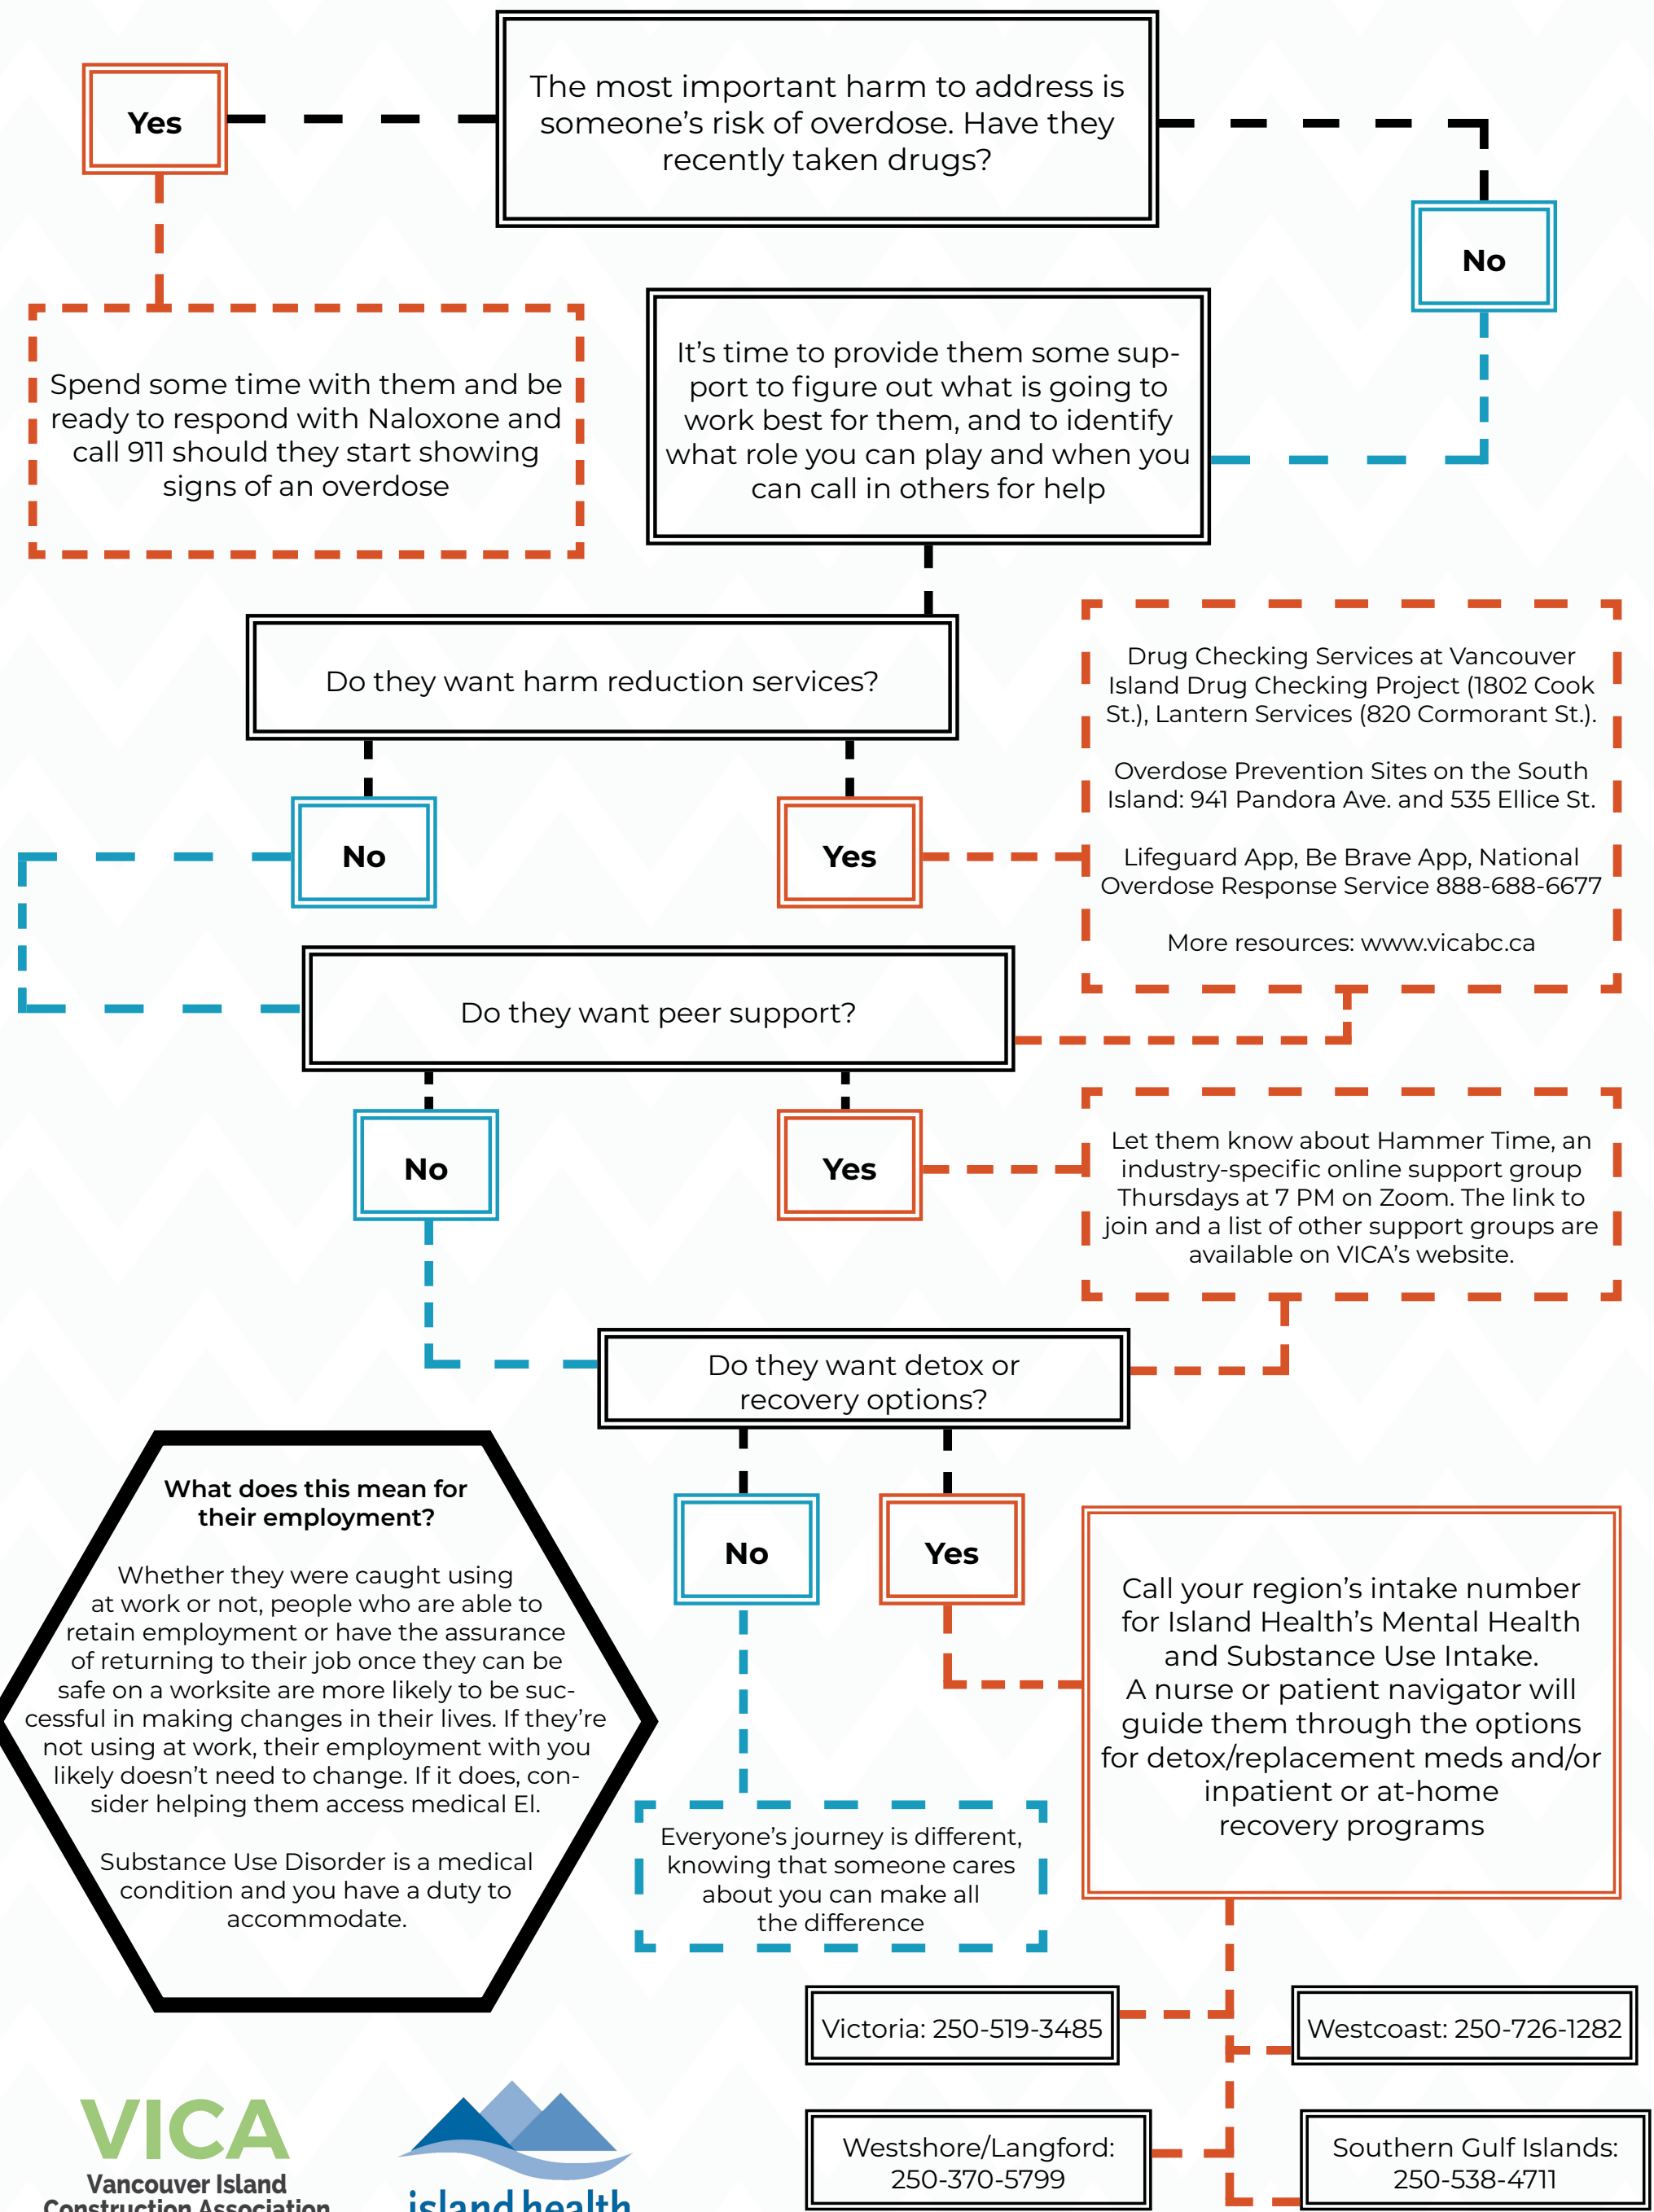 The most important harm to address is
someone’s risk of overdose. Have they
recently taken drugs?
Yes
No
Spend some time with them and be
ready to respond with Naloxone and
call 911 should they start showing
signs of an overdose
It’s time to provide them some sup-
port to figure out what is going to
work best for them, and to identify
what role you can play and when you
can call in others for help
Do they want harm reduction services?
No
Yes
Drug Checking Services at Vancouver
Island Drug Checking Project (1802 Cook
St.), Lantern Services (820 Cormorant St.).
Overdose Prevention Sites on the South
Island: 941 Pandora Ave. and 535 Ellice St.
Lifeguard App, Be Brave App, National
Overdose Response Service 888-688-6677
More resources: www.vicabc.ca
Do they want peer support?
No
Yes
Let them know about Hammer Time, an
industry-specific online support group
Thursdays at 7 PM on Zoom. The link to
join and a list of other support groups are
available on VICA’s website.
Do they want detox or
recovery options?
No
Yes
What does this mean for
their employment?
Whether they were caught using
at work or not, people who are able to
retain employment or have the assurance
of returning to their job once they can be
safe on a worksite are more likely to be suc-
cessful in making changes in their lives. If they’re
not using at work, their employment with you
likely doesn’t need to change. If it does, con-
sider helping them access medical EI.
Substance Use Disorder is a medical
condition and you have a duty to
accommodate.
Call your region’s intake number
for Island Health’s Mental Health
and Substance Use Intake.
A nurse or patient navigator will
guide them through the options
for detox/replacement meds and/or
inpatient or at-home
recovery programs
Everyone’s journey is different,
knowing that someone cares
about you can make all
the difference
Victoria: 250-519-3485
Westcoast: 250-726-1282
Westshore/Langford:
250-370-5799
Southern Gulf Islands:
250-538-4711
VICA
Vancouver Island
Construction Association
island health